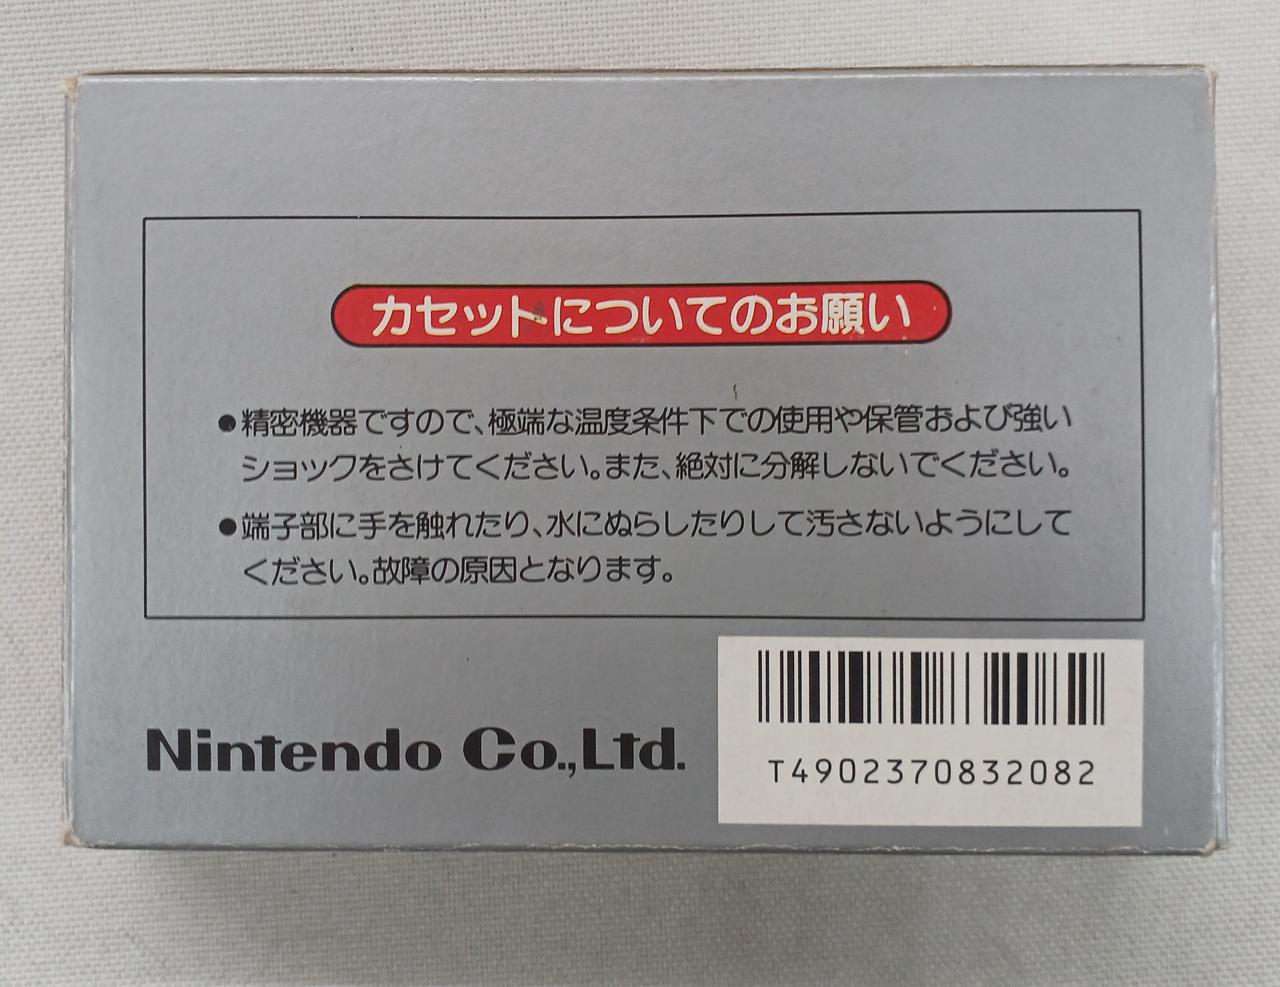 カセットについてのお願い
●精密機器ですので、極端な温度条件下での使用や保管および強い
ショックをさけてください。また、絶対に分解しないでください。
●端子部に手を触れたり、水にぬらしたりして汚さないようにして
ください。故障の原因となります。
Nintendo Co.,Ltd.
T4902370832082